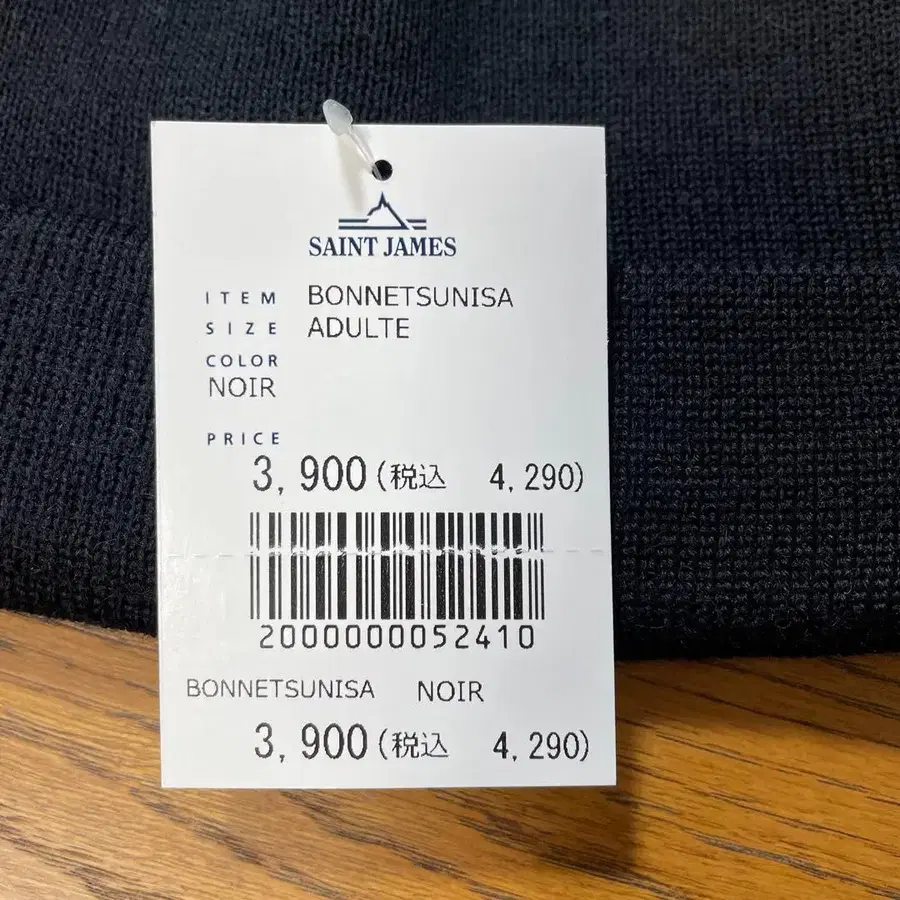 SAINT JAMES
ITEM BONNETSUNISA
SIZE ADULTE
COLOR
NOIR
PRICE
3,900(税込 4,290)
2000000052410
BONNETSUNISA NOIR
3,900(税込 4,290)